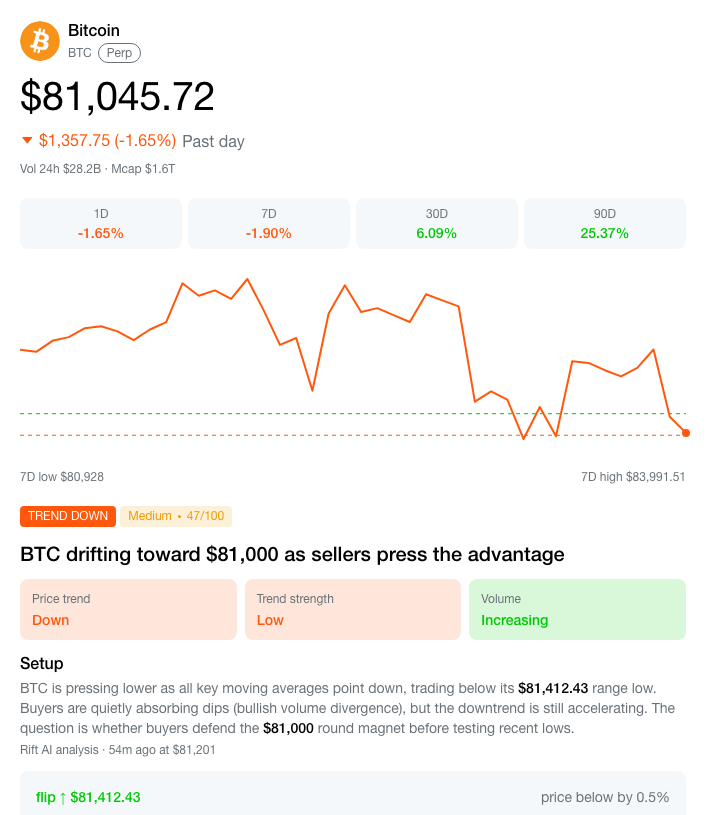 Bitcoin
BTC Perp
$81,045.72
$1,357.75 (-1.65%) Past day
Vol 24h $28.2B · Mcap $1.6T
1D 7D 30D 90D
-1.65% -1.90% 6.09% 25.37%
7D low $80,928 7D high $83,991.51
TREND DOWN Medium • 47/100
BTC drifting toward $81,000 as sellers press the advantage
Price trend Trend strength Volume
Down Low Increasing
Setup
BTC is pressing lower as all key moving averages point down, trading below its $81,412.43 range low.
Buyers are quietly absorbing dips (bullish volume divergence), but the downtrend is still accelerating. The
question is whether buyers defend the $81,000 round magnet before testing recent lows.
Rift AI analysis · 54m ago at $81,201
flip ↑ $81,412.43 price below by 0.5%